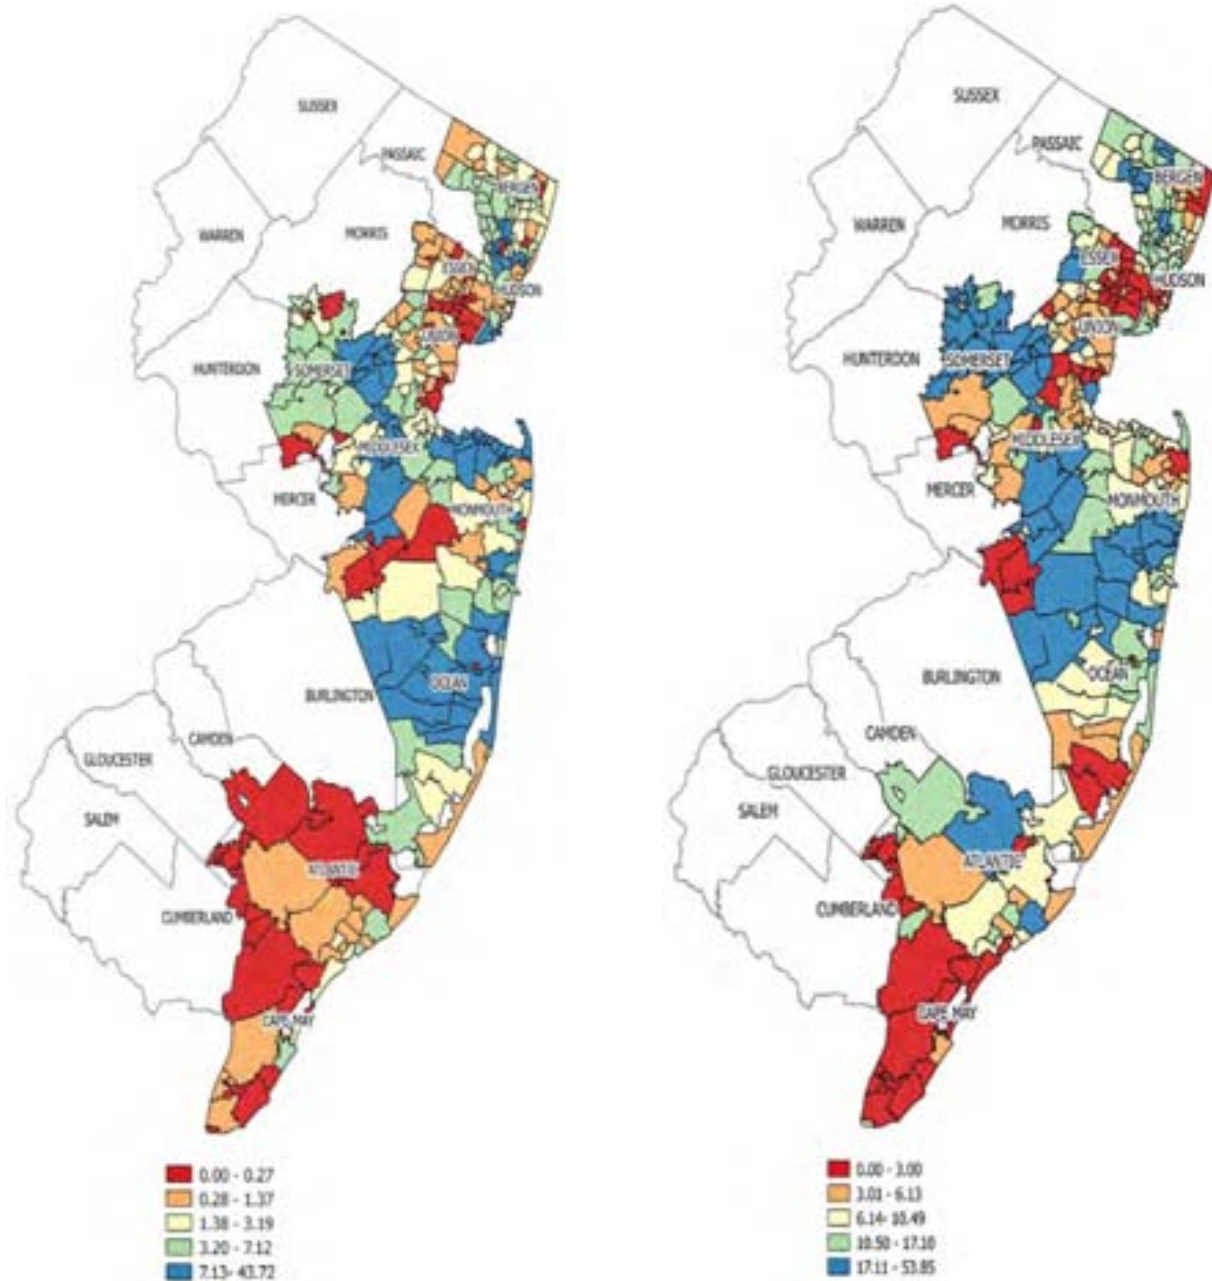 SUSSEX
PASSAIC
BERGEN
WARREN
MORRIS
ESSEX
HUDSON
UNION
HUNTERDON
SOMERSET
MIDDLESEX
MERCER
MONMOUTH
OCEAN
BURLINGTON
CAMDEN
GLOUCESTER
SALEM
ATLANTIC
CUMBERLAND
CAPE MAY
0.00 - 0.27
0.28 - 1.37
1.38 - 3.19
3.20 - 7.12
7.13- 43.72
SUSSEX
PASSAIC
BERGEN
WARREN
MORRIS
ESSEX
HUDSON
UNION
HUNTERDON
SOMERSET
MIDDLESEX
MERCER
MONMOUTH
OCEAN
BURLINGTON
CAMDEN
GLOUCESTER
SALEM
ATLANTIC
CUMBERLAND
CAPE MAY
0.00 - 3.00
3.01 - 6.13
6.14- 10.49
10.50 - 17.10
17.11 - 53.85